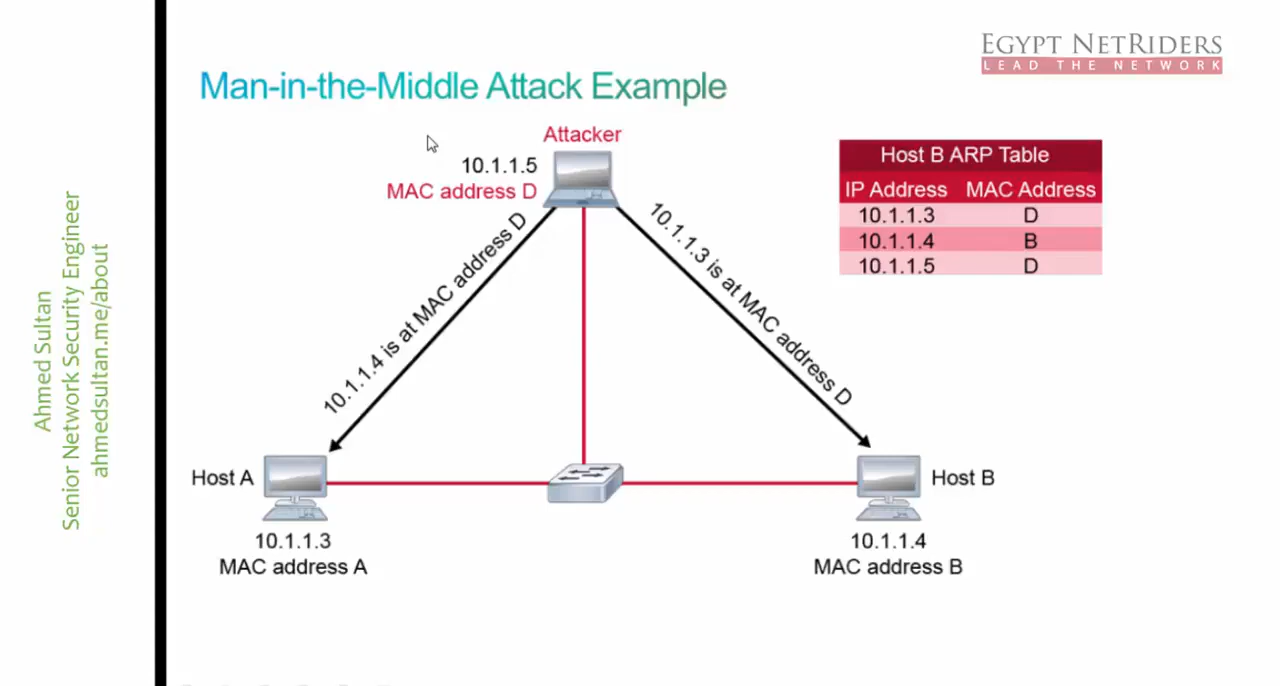 EGYPT NETRIDERS
LEAD THE NETWORK
Man-in-the-Middle Attack Example
Attacker
10.1.1.5
MAC address D
10.1.1.4 is at MAC address D
10.1.1.3 is at MAC address D
Host B ARP Table
IP Address MAC Address
10.1.1.3 D
10.1.1.4 B
10.1.1.5 D
Host A
10.1.1.3
MAC address A
Host B
10.1.1.4
MAC address B
Ahmed Sultan
Senior Network Security Engineer
ahmedsultan.me/about